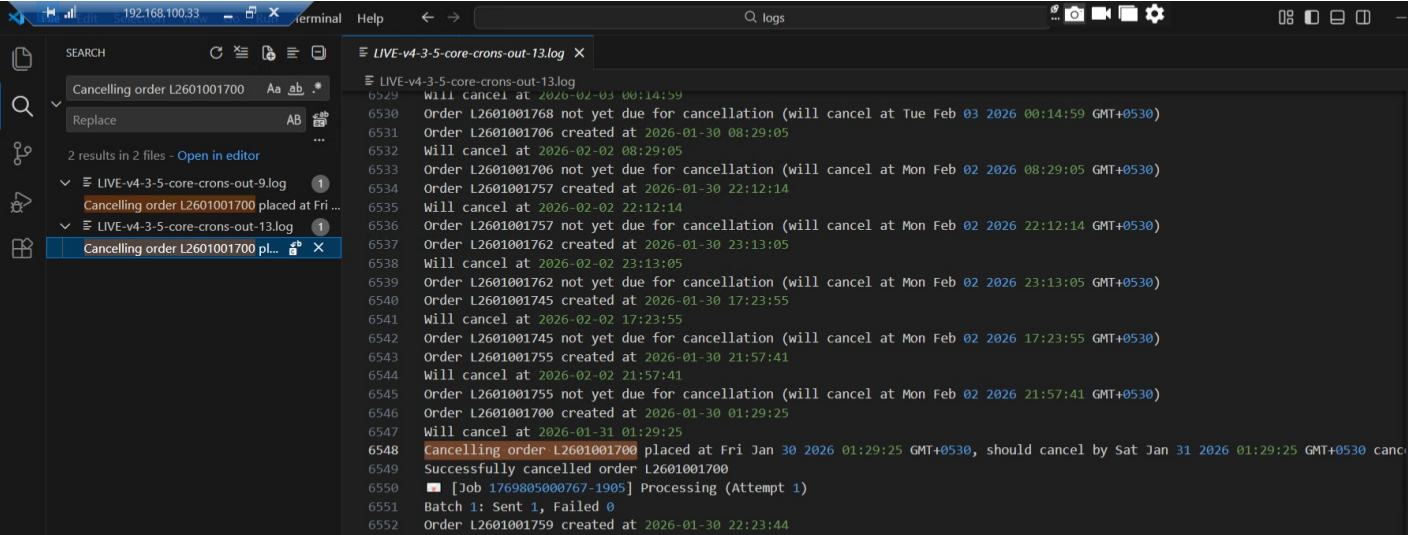 192.168.100.33
Terminal Help
logs
SEARCH
Cancelling order L2601001700 Aa ab .*
Replace AB
2 results in 2 files - Open in editor
LIVE-v4-3-5-core-crons-out-9.log 1
Cancelling order L2601001700 placed at Fri ...
LIVE-v4-3-5-core-crons-out-13.log 1
Cancelling order L2601001700 pl...
LIVE-v4-3-5-core-crons-out-13.log
LIVE-v4-3-5-core-crons-out-13.log
6529 Will cancel at 2026-02-03 00:14:59
6530 Order L2601001768 not yet due for cancellation (will cancel at Tue Feb 03 2026 00:14:59 GMT+0530)
6531 Order L2601001706 created at 2026-01-30 08:29:05
6532 Will cancel at 2026-02-02 08:29:05
6533 Order L2601001706 not yet due for cancellation (will cancel at Mon Feb 02 2026 08:29:05 GMT+0530)
6534 Order L2601001757 created at 2026-01-30 22:12:14
6535 Will cancel at 2026-02-02 22:12:14
6536 Order L2601001757 not yet due for cancellation (will cancel at Mon Feb 02 2026 22:12:14 GMT+0530)
6537 Order L2601001762 created at 2026-01-30 23:13:05
6538 Will cancel at 2026-02-02 23:13:05
6539 Order L2601001762 not yet due for cancellation (will cancel at Mon Feb 02 2026 23:13:05 GMT+0530)
6540 Order L2601001745 created at 2026-01-30 17:23:55
6541 Will cancel at 2026-02-02 17:23:55
6542 Order L2601001745 not yet due for cancellation (will cancel at Mon Feb 02 2026 17:23:55 GMT+0530)
6543 Order L2601001755 created at 2026-01-30 21:57:41
6544 Will cancel at 2026-02-02 21:57:41
6545 Order L2601001755 not yet due for cancellation (will cancel at Mon Feb 02 2026 21:57:41 GMT+0530)
6546 Order L2601001700 created at 2026-01-30 01:29:25
6547 Will cancel at 2026-01-31 01:29:25
6548 Cancelling order L2601001700 placed at Fri Jan 30 2026 01:29:25 GMT+0530, should cancel by Sat Jan 31 2026 01:29:25 GMT+0530 canc
6549 Successfully cancelled order L2601001700
6550 [Job 1769805000767-1905] Processing (Attempt 1)
6551 Batch 1: Sent 1, Failed 0
6552 Order L2601001759 created at 2026-01-30 22:23:44